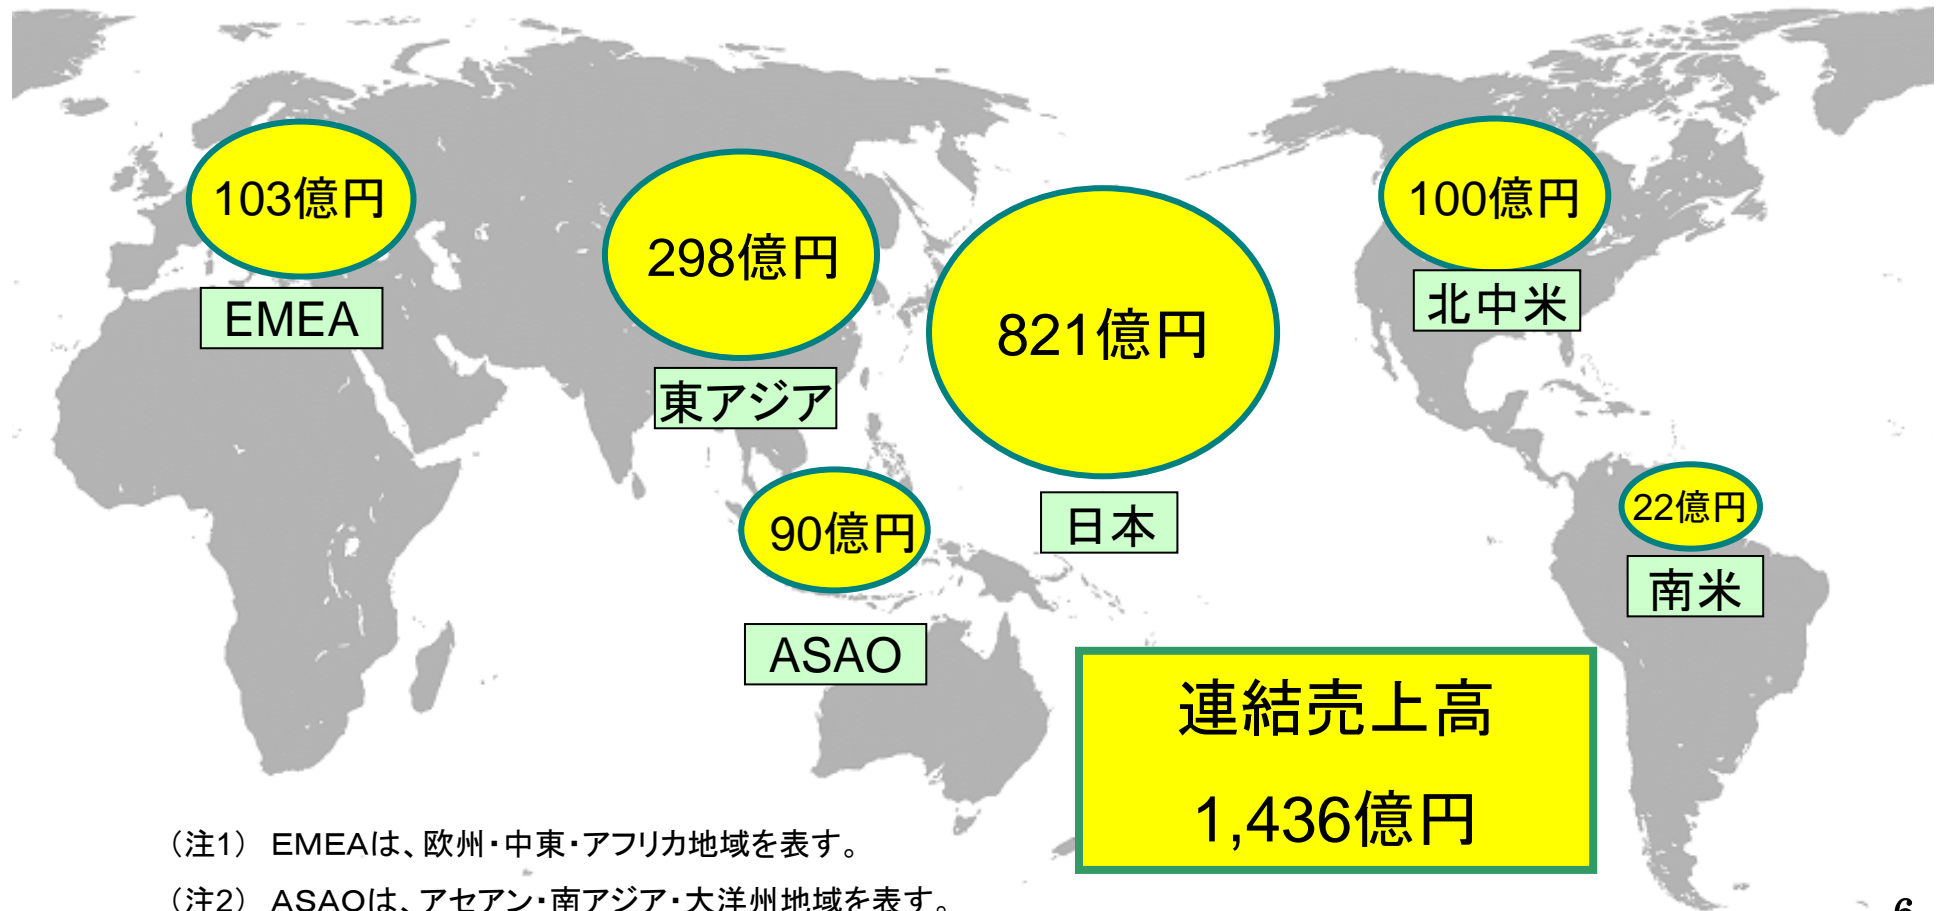 103億円
EMEA
298億円
東アジア
821億円
日本
100億円
北中米
90億円
ASAO
22億円
南米
連結売上高
1,436億円
（注1） EMEAは、欧州・中東・アフリカ地域を表す。
（注2） ASAOは、アセアン・南アジア・大洋州地域を表す。
6